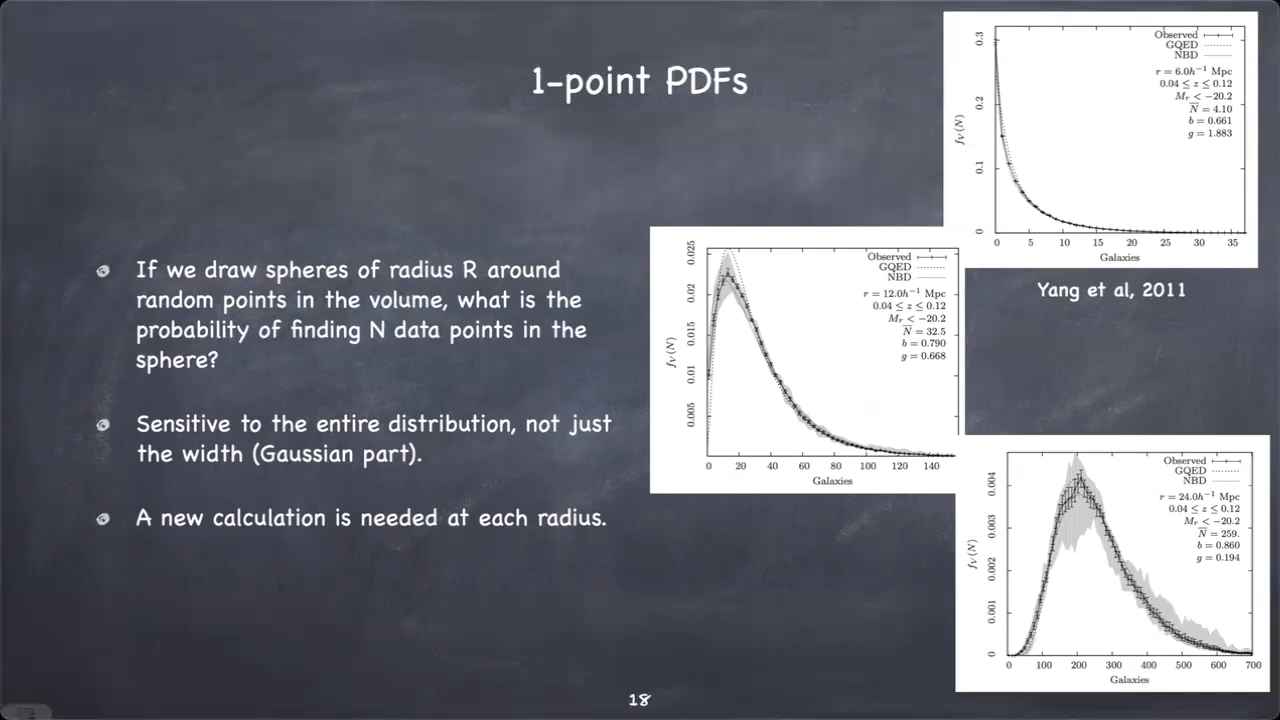 1-point PDFs
If we draw spheres of radius R around
random points in the volume, what is the
probability of finding N data points in the
sphere?
Sensitive to the entire distribution, not just
the width (Gaussian part).
A new calculation is needed at each radius.
Observed
GQED
NBD
r = 6.0h⁻¹ Mpc
0.04 ≤ z ≤ 0.12
Mᵣ < −20.2
N̅ = 4.10
b = 0.661
g = 1.883
fᵥ(N)
0.3
0.2
0.1
0
0 5 10 15 20 25 30 35
Galaxies
Yang et al, 2011
Observed
GQED
NBD
r = 12.0h⁻¹ Mpc
0.04 ≤ z ≤ 0.12
Mᵣ < −20.2
N̅ = 32.5
b = 0.790
g = 0.668
fᵥ(N)
0.025
0.02
0.015
0.01
0.005
0 20 40 60 80 100 120 140
Galaxies
Observed
GQED
NBD
r = 24.0h⁻¹ Mpc
0.04 ≤ z ≤ 0.12
Mᵣ < −20.2
N̅ = 259.
b = 0.860
g = 0.194
fᵥ(N)
0.004
0.003
0.002
0.001
0
0 100 200 300 400 500 600 700
Galaxies
18